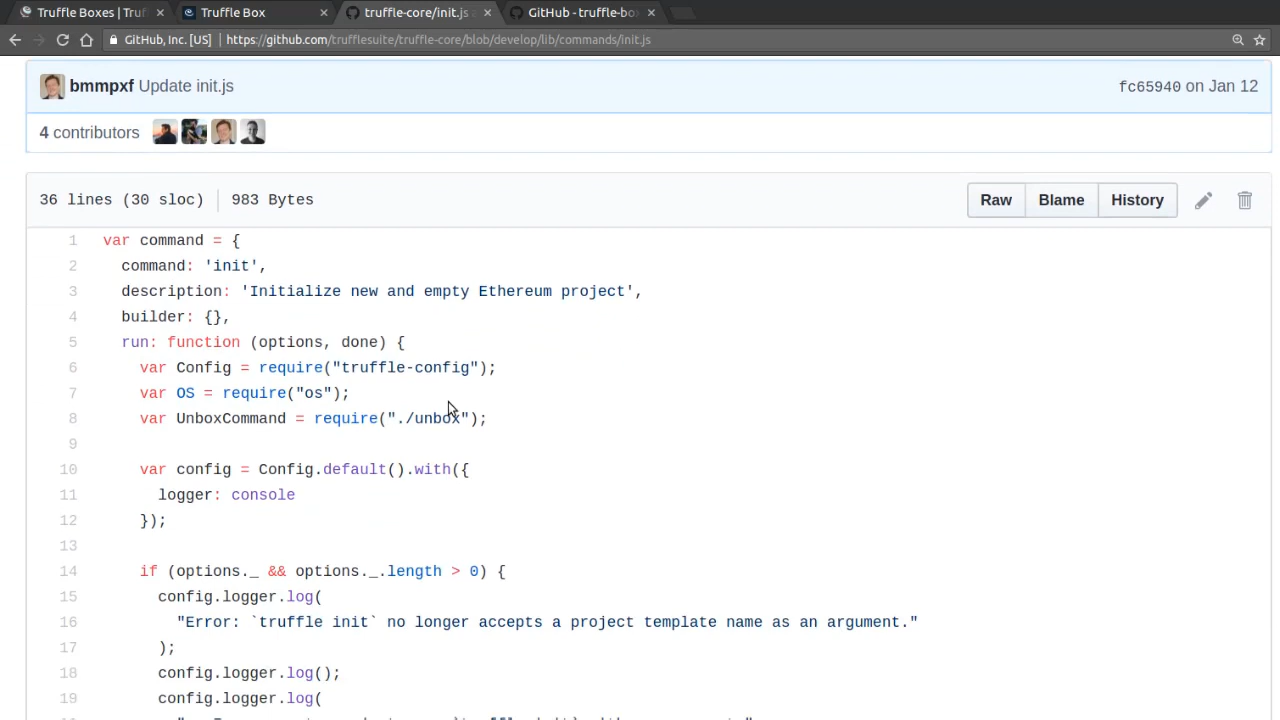 Truffle Boxes | Truf
Truffle Box
truffle-core/init.js a
GitHub - truffle-box
GitHub, Inc. [US] | https://github.com/trufflesuite/truffle-core/blob/develop/lib/commands/init.js
bmmpxf Update init.js
fc65940 on Jan 12
4 contributors
36 lines (30 sloc)
983 Bytes
Raw
Blame
History
1 var command = {
2 command: 'init',
3 description: 'Initialize new and empty Ethereum project',
4 builder: {},
5 run: function (options, done) {
6 var Config = require("truffle-config");
7 var OS = require("os");
8 var UnboxCommand = require("./unbox");
9
10 var config = Config.default().with({
11 logger: console
12 });
13
14 if (options._ && options._.length > 0) {
15 config.logger.log(
16 "Error: `truffle init` no longer accepts a project template name as an argument."
17 );
18 config.logger.log();
19 config.logger.log(